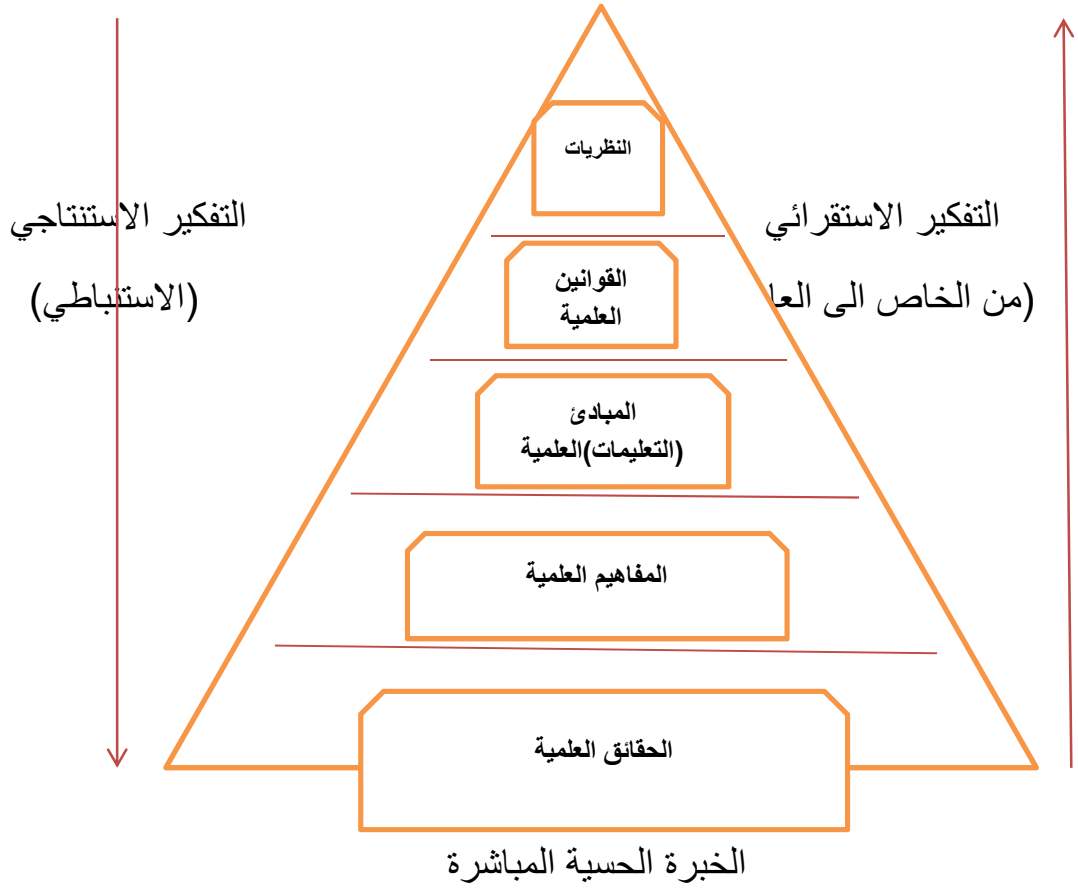 النظريات
التفكير الاستقرائي
(من الخاص الى العا
التفكير الاستنتاجي
(الاستنباطي)
القوانين
العلمية
المبادئ
(التعليمات)العلمية
المفاهيم العلمية
الحقائق العلمية
الخبرة الحسية المباشرة